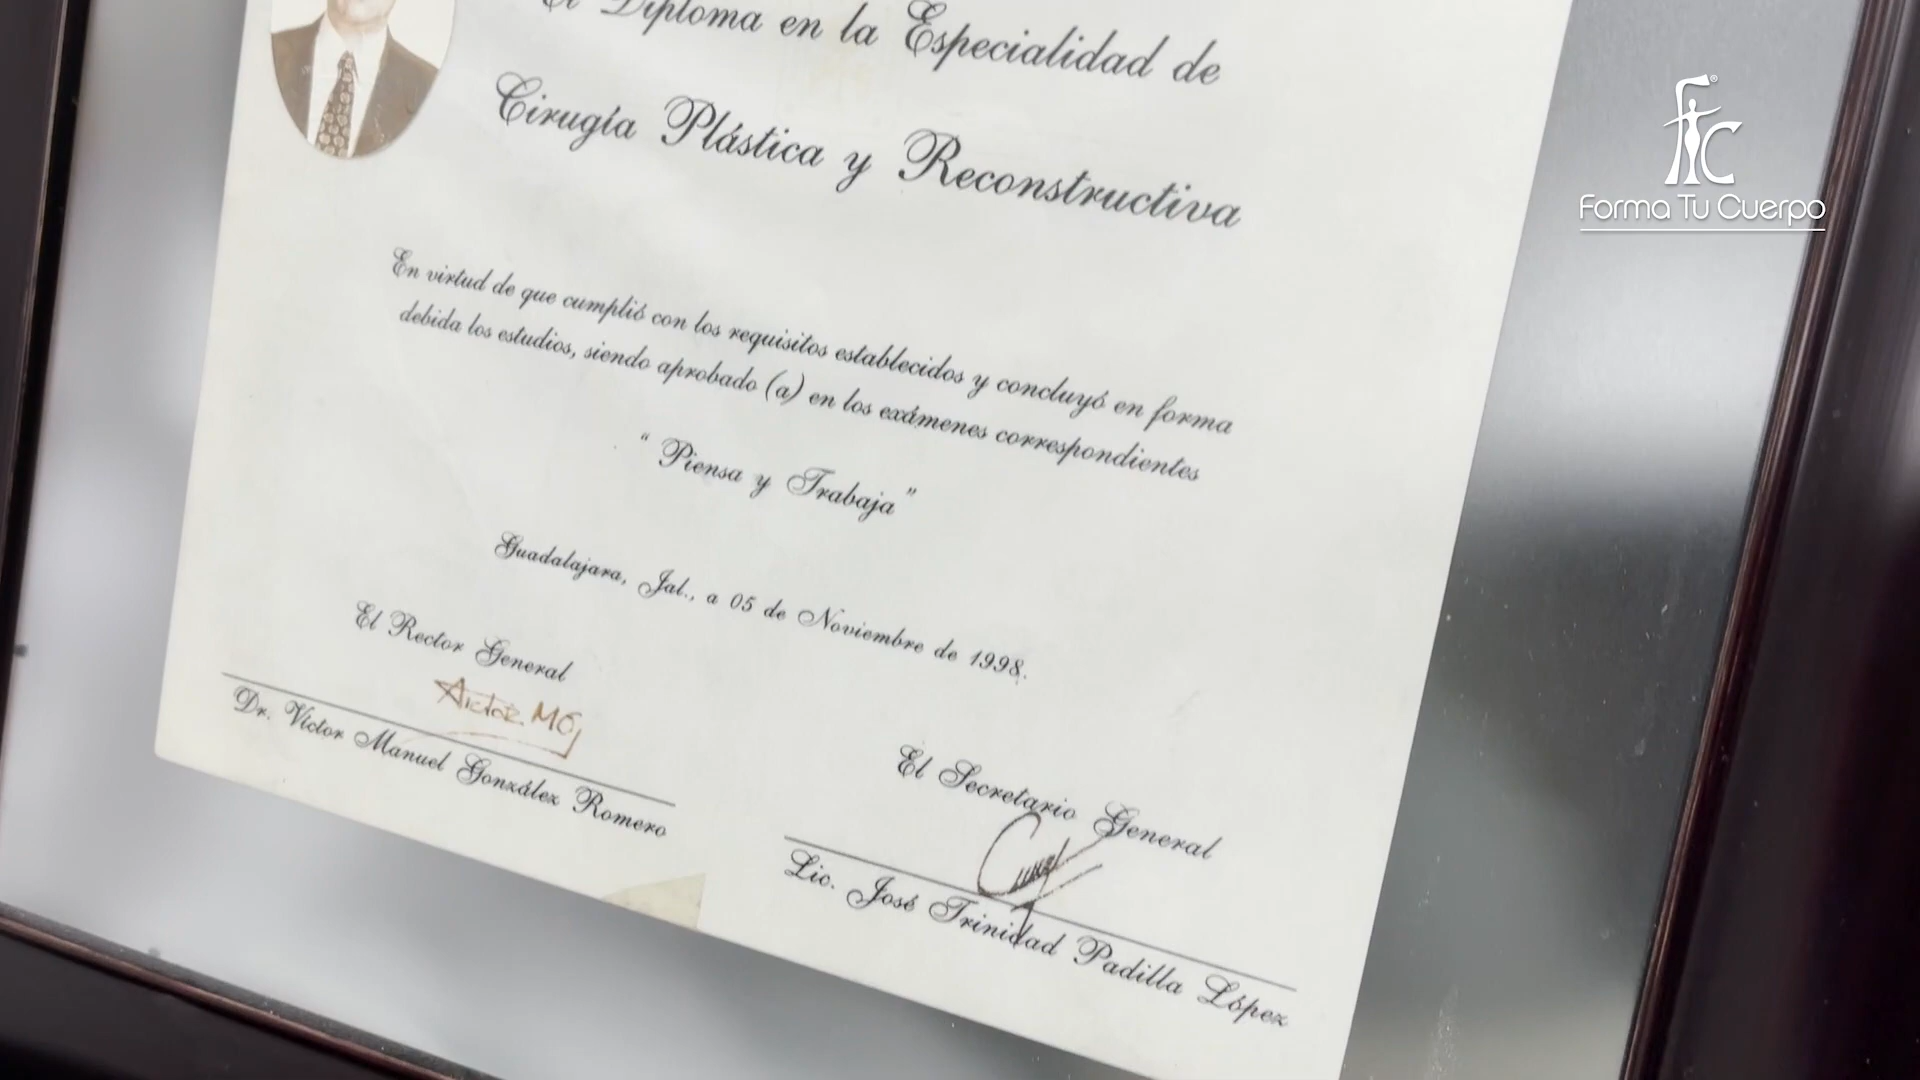 El Diploma en la Especialidad de
Cirugía Plástica y Reconstructiva
En virtud de que cumplió con los requisitos establecidos y concluyó en forma
debida los estudios, siendo aprobado (a) en los exámenes correspondientes
“ Piensa y Trabaja ”
Guadalajara, Jal., a 05 de Noviembre de 1998.
El Rector General
Dr. Víctor Manuel González Romero
El Secretario General
Lic. José Trinidad Padilla López
FTC®
Forma Tu Cuerpo